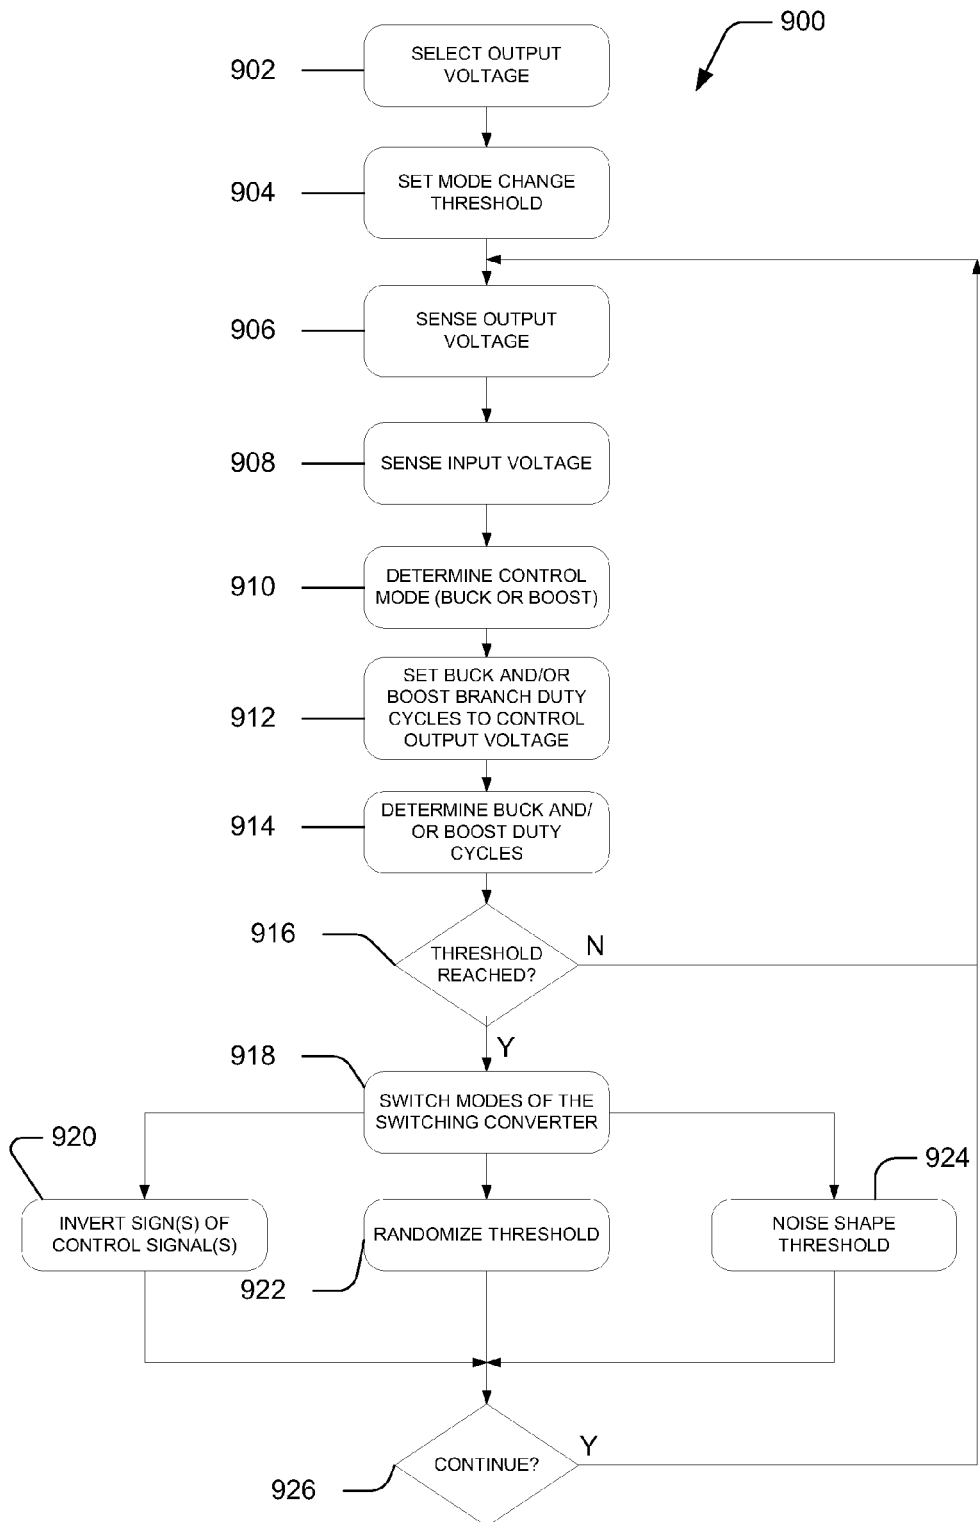 900
902
SELECT OUTPUT
VOLTAGE
904
SET MODE CHANGE
THRESHOLD
906
SENSE OUTPUT
VOLTAGE
908
SENSE INPUT VOLTAGE
910
DETERMINE CONTROL
MODE (BUCK OR BOOST)
912
SET BUCK AND/OR
BOOST BRANCH DUTY
CYCLES TO CONTROL
OUTPUT VOLTAGE
914
DETERMINE BUCK AND/
OR BOOST DUTY
CYCLES
916
THRESHOLD
REACHED?
N
Y
918
SWITCH MODES OF THE
SWITCHING CONVERTER
920
INVERT SIGN(S) OF
CONTROL SIGNAL(S)
922
RANDOMIZE THRESHOLD
924
NOISE SHAPE
THRESHOLD
926
CONTINUE?
Y